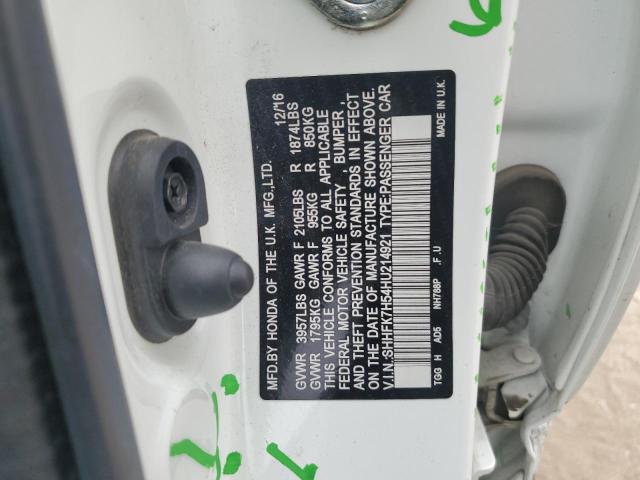 MFD.BY HONDA OF THE U.K. MFG.,LTD. 12/16
GVWR 3957LBS GAWR F 2105LBS R 1874LBS
GVWR 1795KG GAWR F 955KG R 850KG
THIS VEHICLE CONFORMS TO ALL APPLICABLE
FEDERAL MOTOR VEHICLE SAFETY , BUMPER ,
AND THEFT PREVENTION STANDARDS IN EFFECT
ON THE DATE OF MANUFACTURE SHOWN ABOVE.
V.I.N.:SHHFK7H54HU214921 TYPE:PASSENGER CAR
TGG H AD5 NH788P .F .U MADE IN U.K.